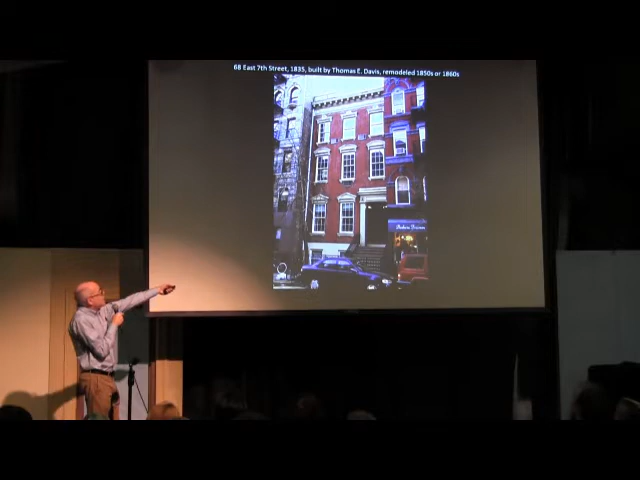 68 East 7th Street, 1835, built by Thomas E. Davis, remodeled 1850s or 1860s